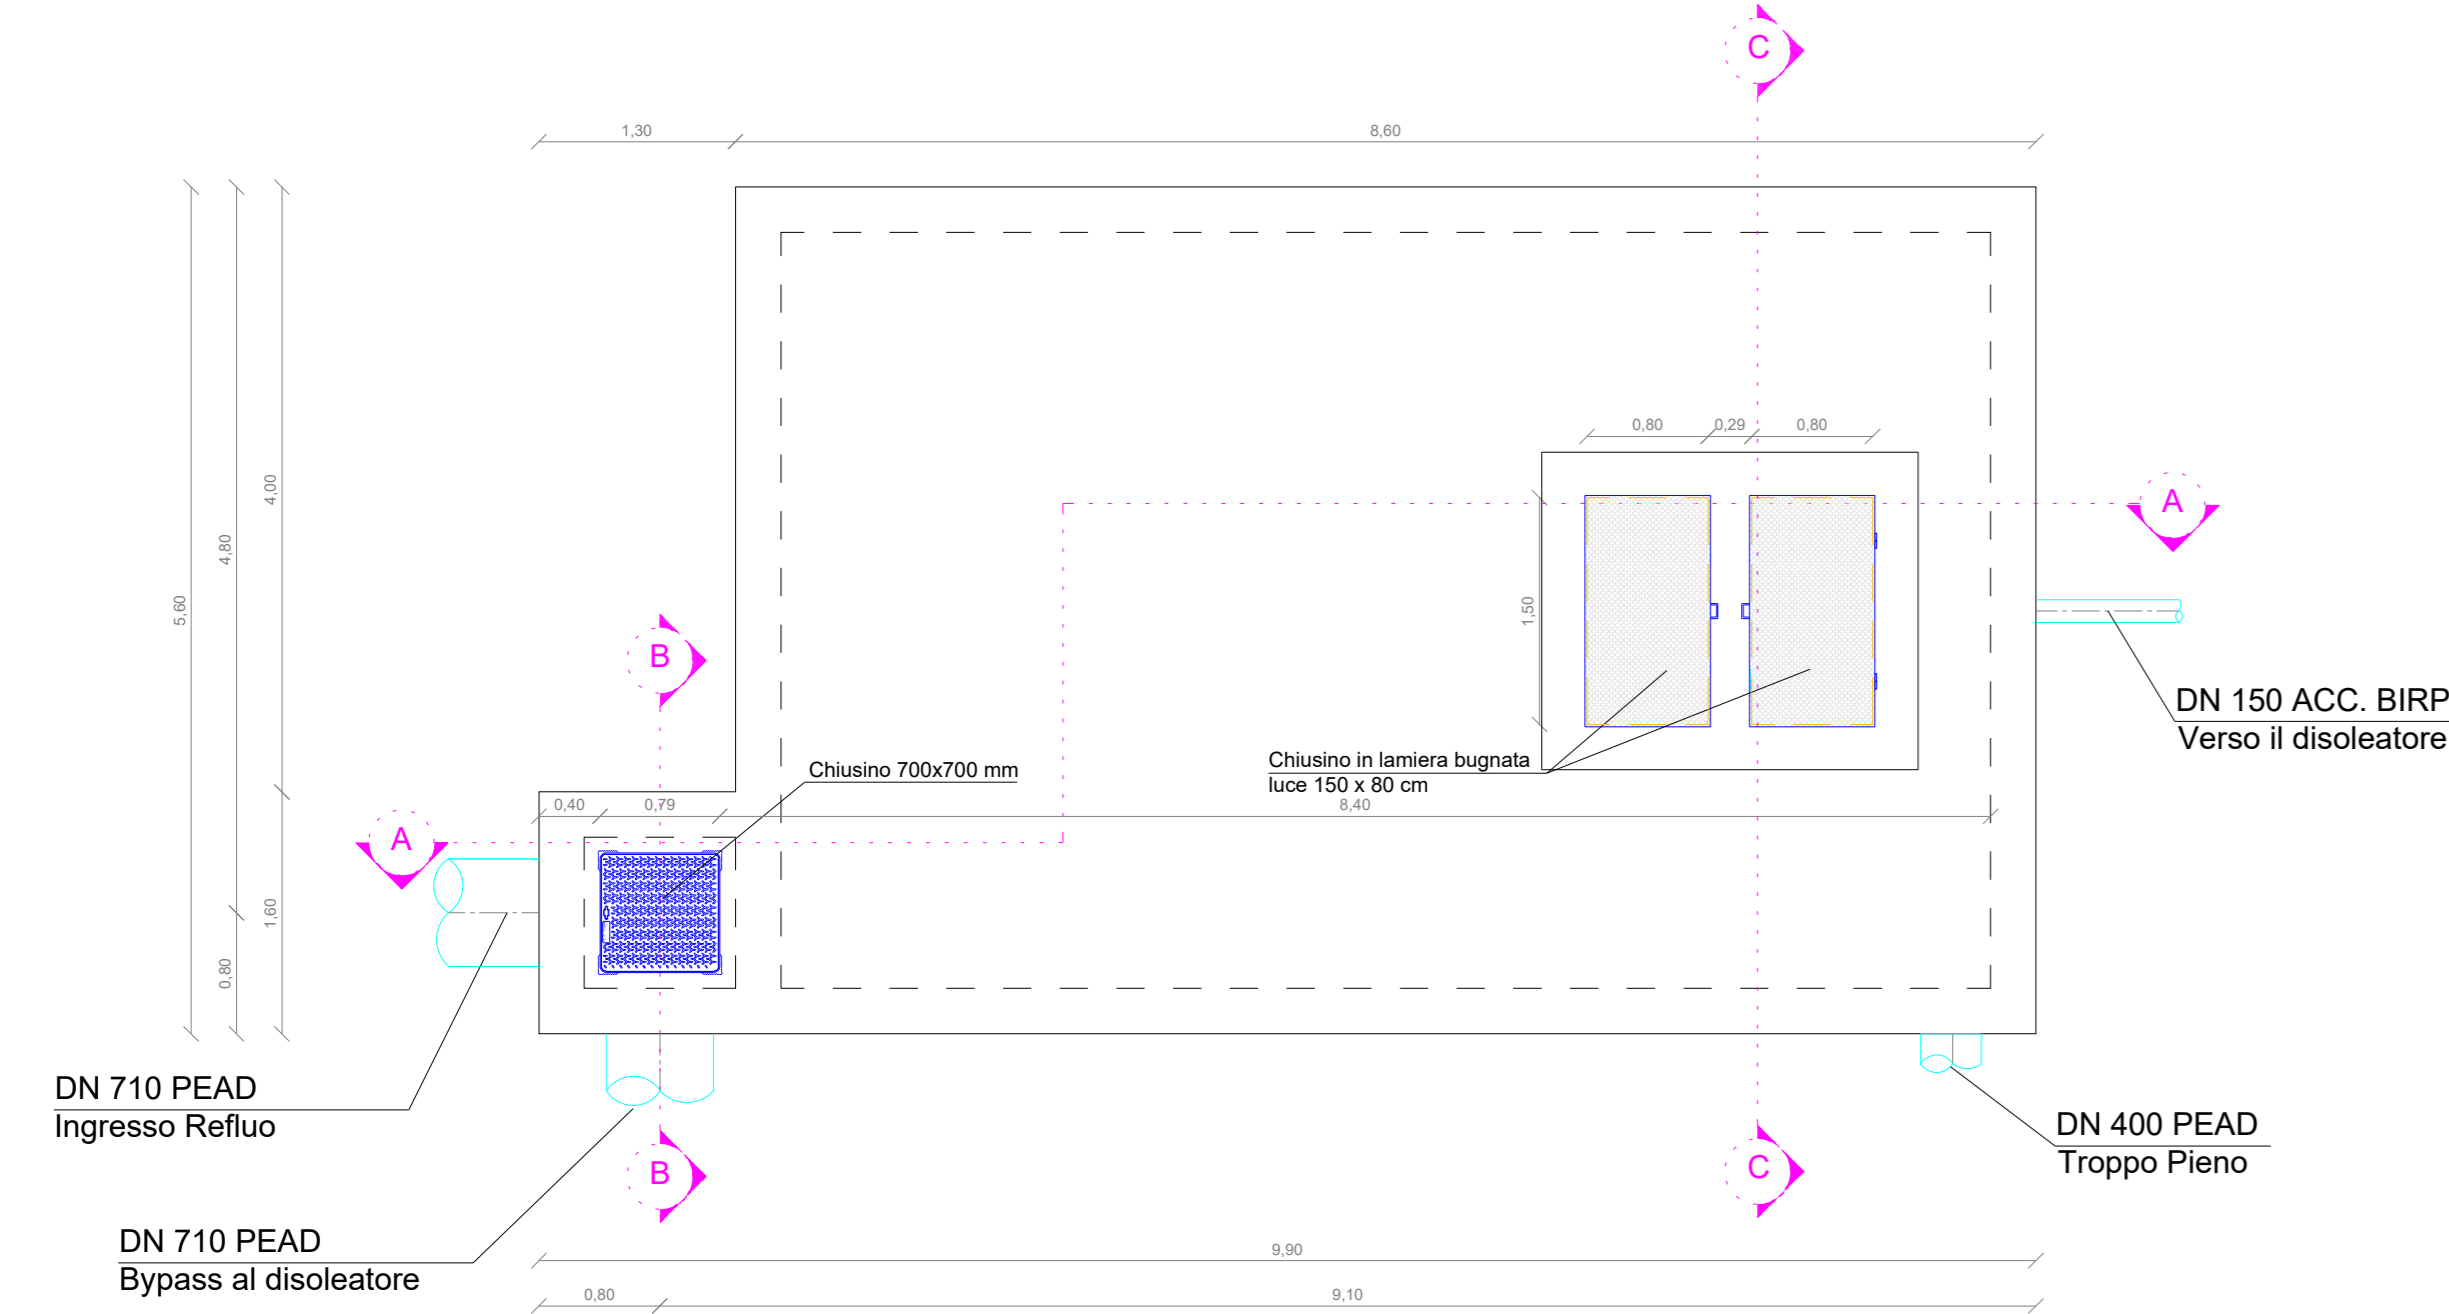 C
1,30
8,60
4,00
4,80
5,60
0,80
0,29
0,80
A
1,50
B
DN 150 ACC. BIRP
Verso il disoleatore
Chiusino 700x700 mm
Chiusino in lamiera bugnata
luce 150 x 80 cm
0,40
0,79
8,40
A
1,60
0,80
DN 710 PEAD
Ingresso Refluo
DN 400 PEAD
Troppo Pieno
B
C
DN 710 PEAD
Bypass al disoleatore
9,90
0,80
9,10